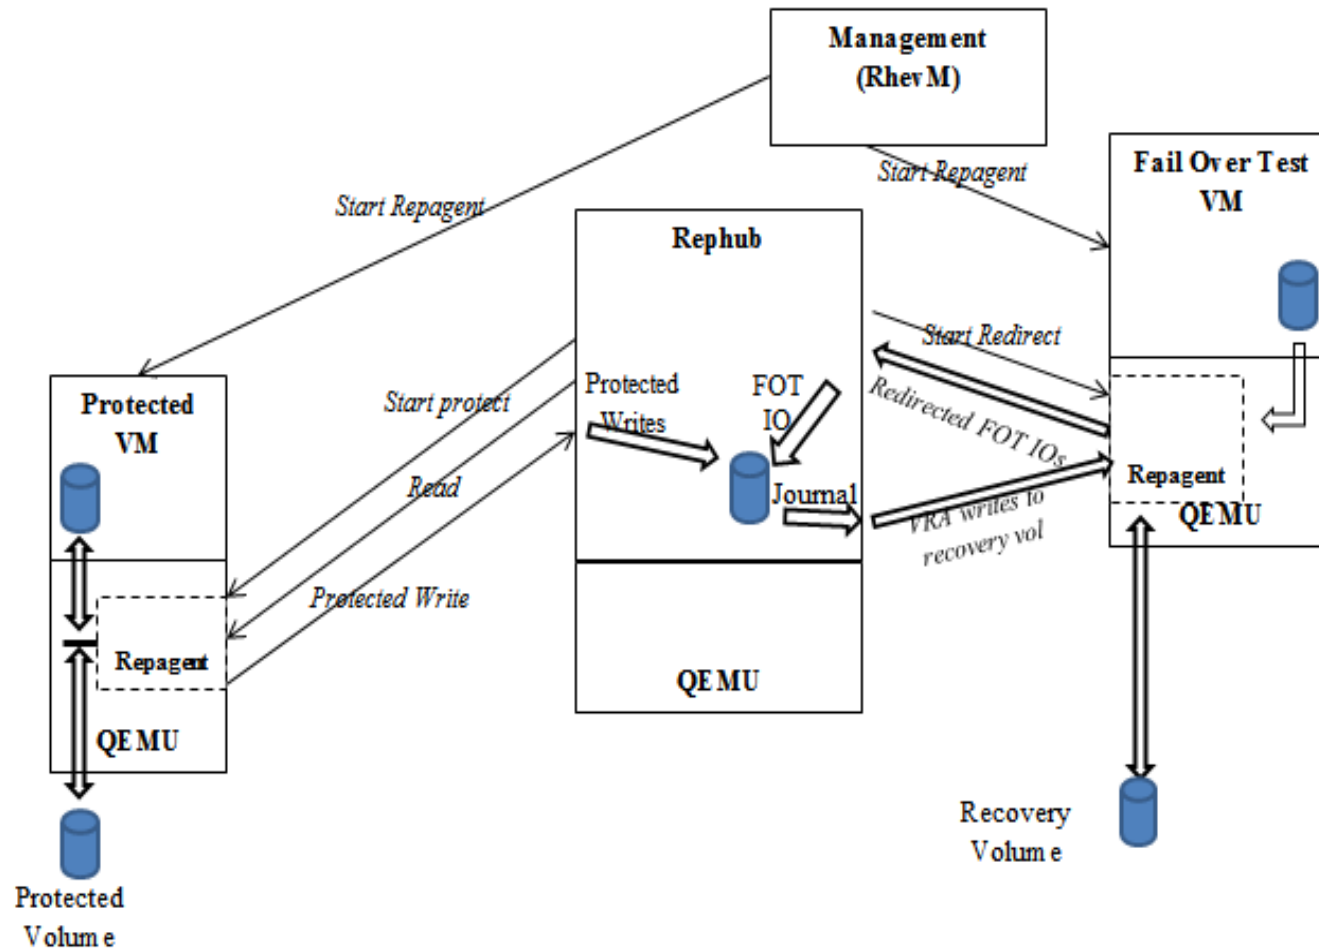 Management
(RhevM)
Fail Over Test
VM
Start Repagent
Start Repagent
Rephub
Start Redirect
Protected
VM
Start protect
Protected
Writes
FOT
IO
Redirected FOT IOs
Read
Journal
Repagent
QEMU
VRA writes to
recovery vol
Protected Write
Repagent
QEMU
QEMU
Recovery
Volume
Protected
Volume